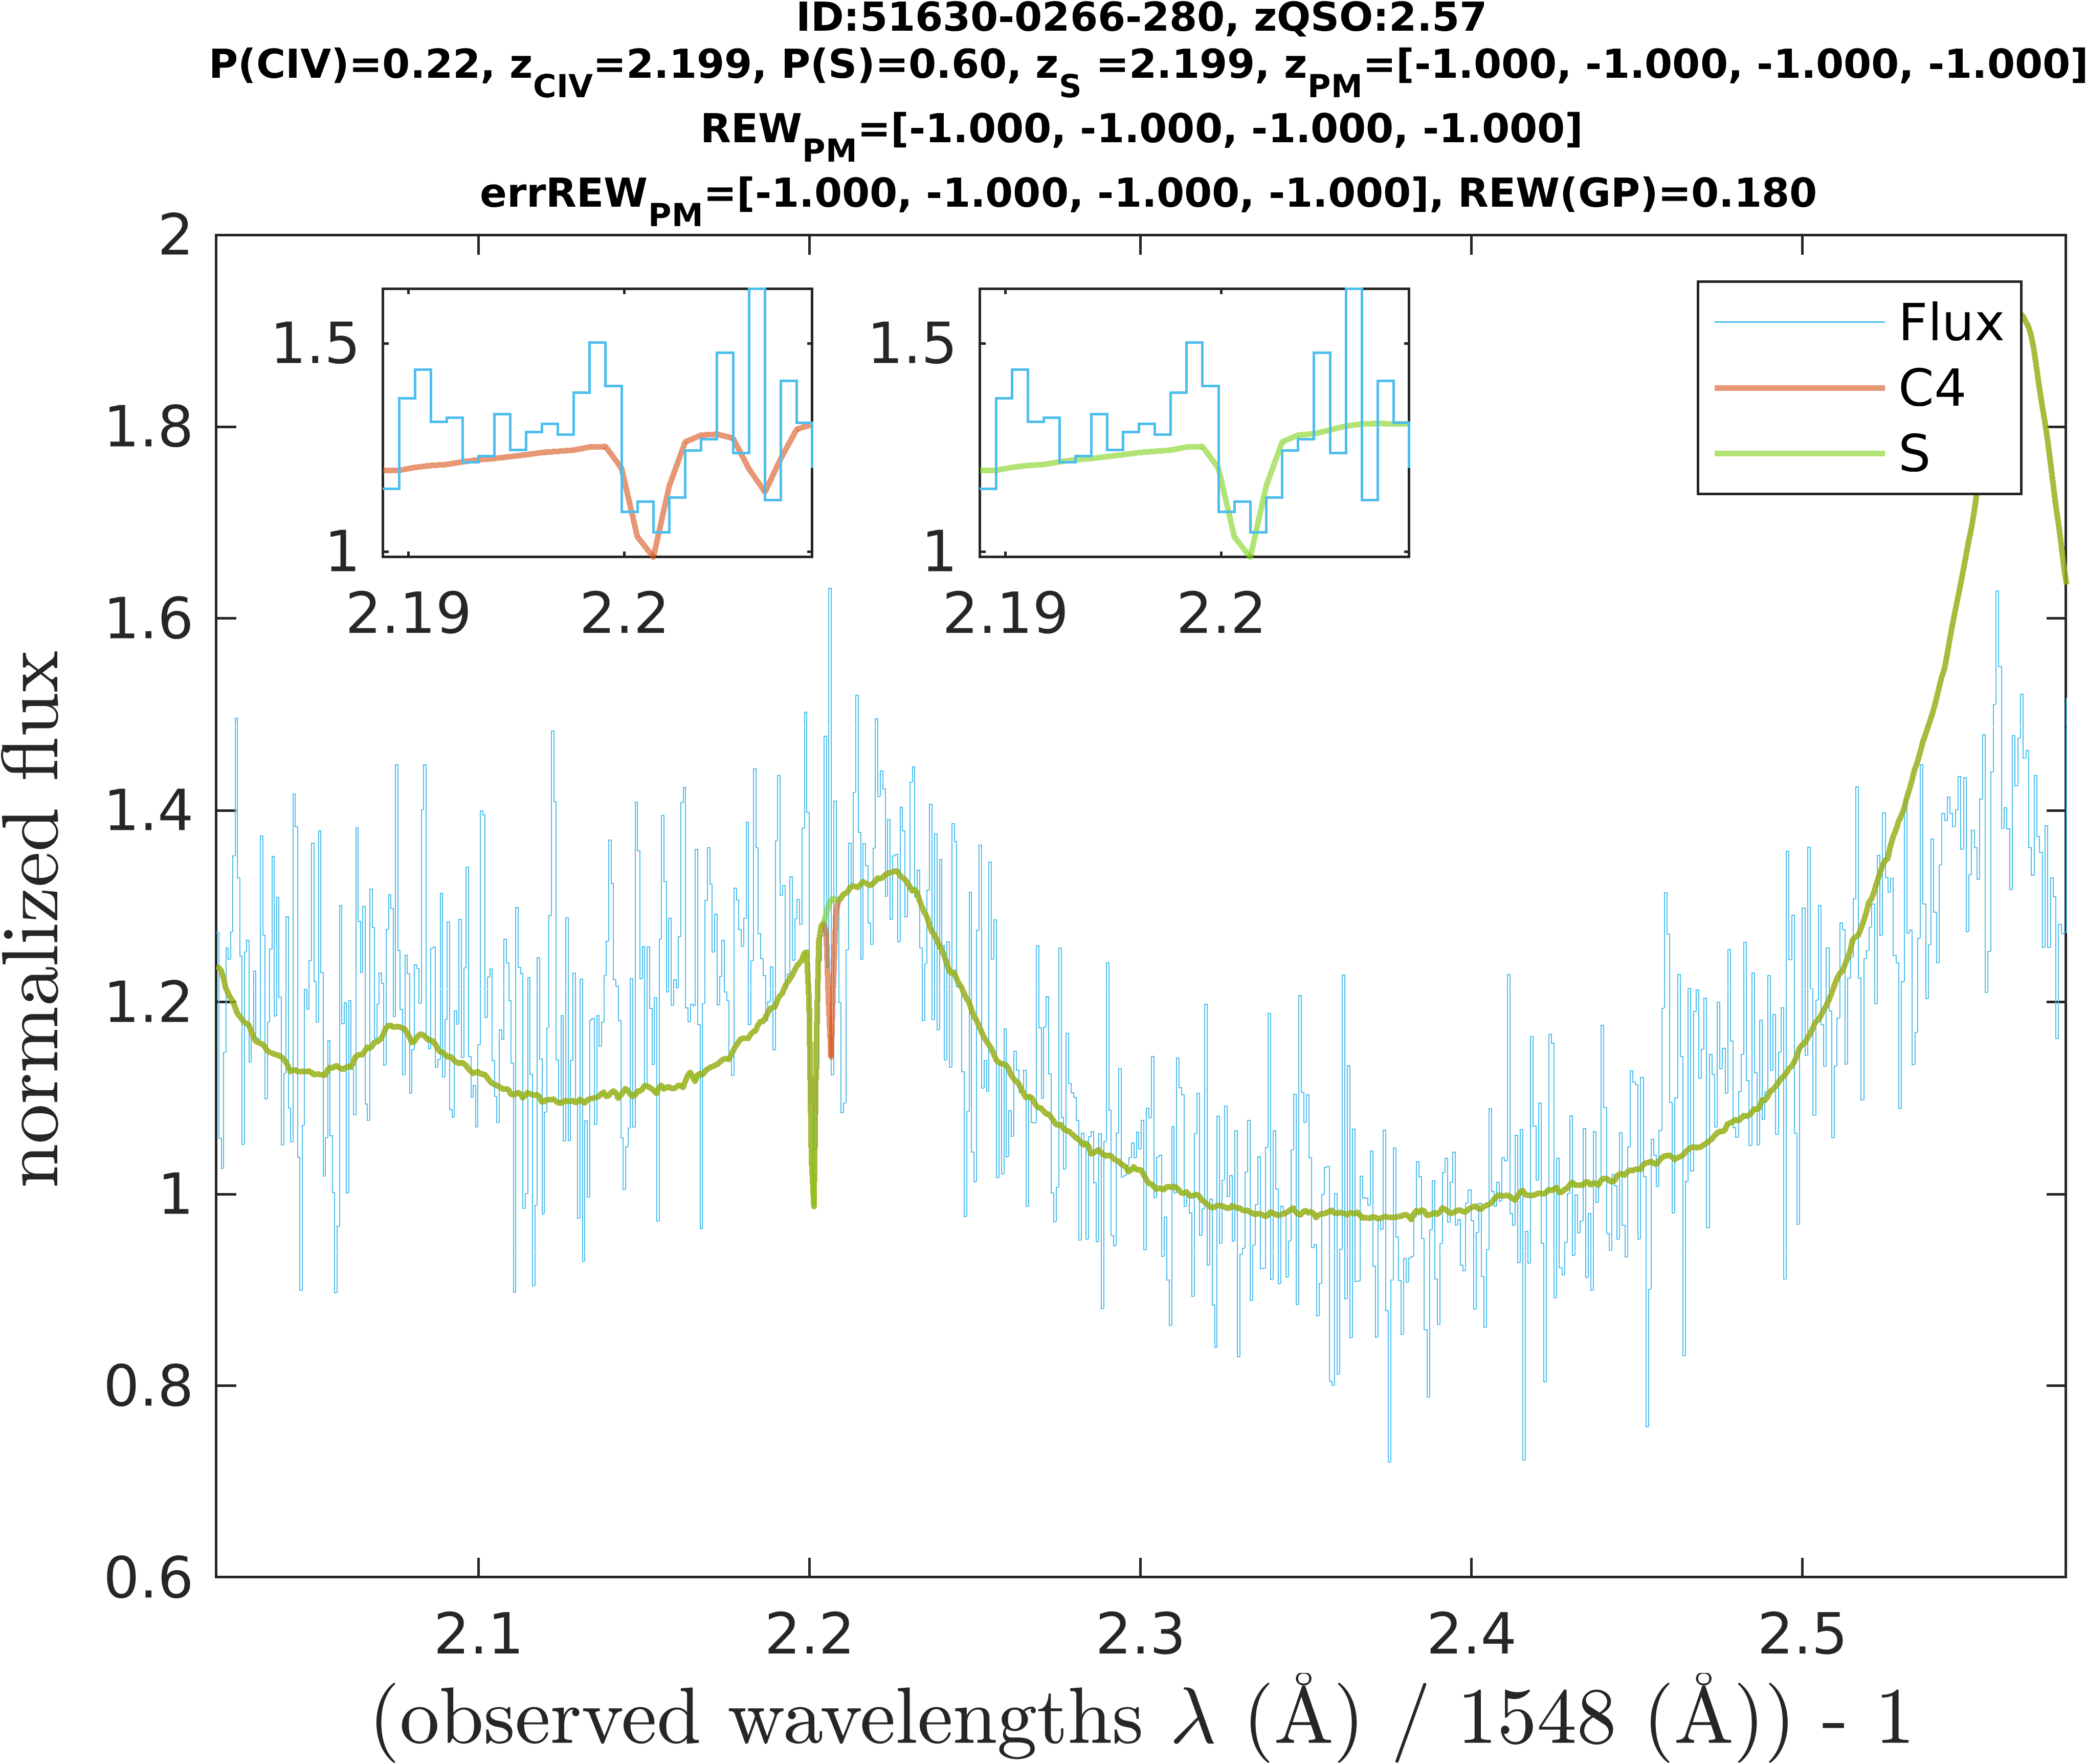 ID:51630-0266-280, zQSO:2.57
P(CIV)=0.22, zCIV=2.199, P(S)=0.60, zS =2.199, zPM=[-1.000, -1.000, -1.000, -1.000]
REWPM=[-1.000, -1.000, -1.000, -1.000]
errREWPM=[-1.000, -1.000, -1.000, -1.000], REW(GP)=0.180
2
1.8
1.6
1.4
1.2
1
0.8
0.6
normalized flux
1.5
1
2.19
2.2
1.5
1
2.19
2.2
Flux
C4
S
2.1
2.2
2.3
2.4
2.5
(observed wavelengths λ (Å) / 1548 (Å)) - 1